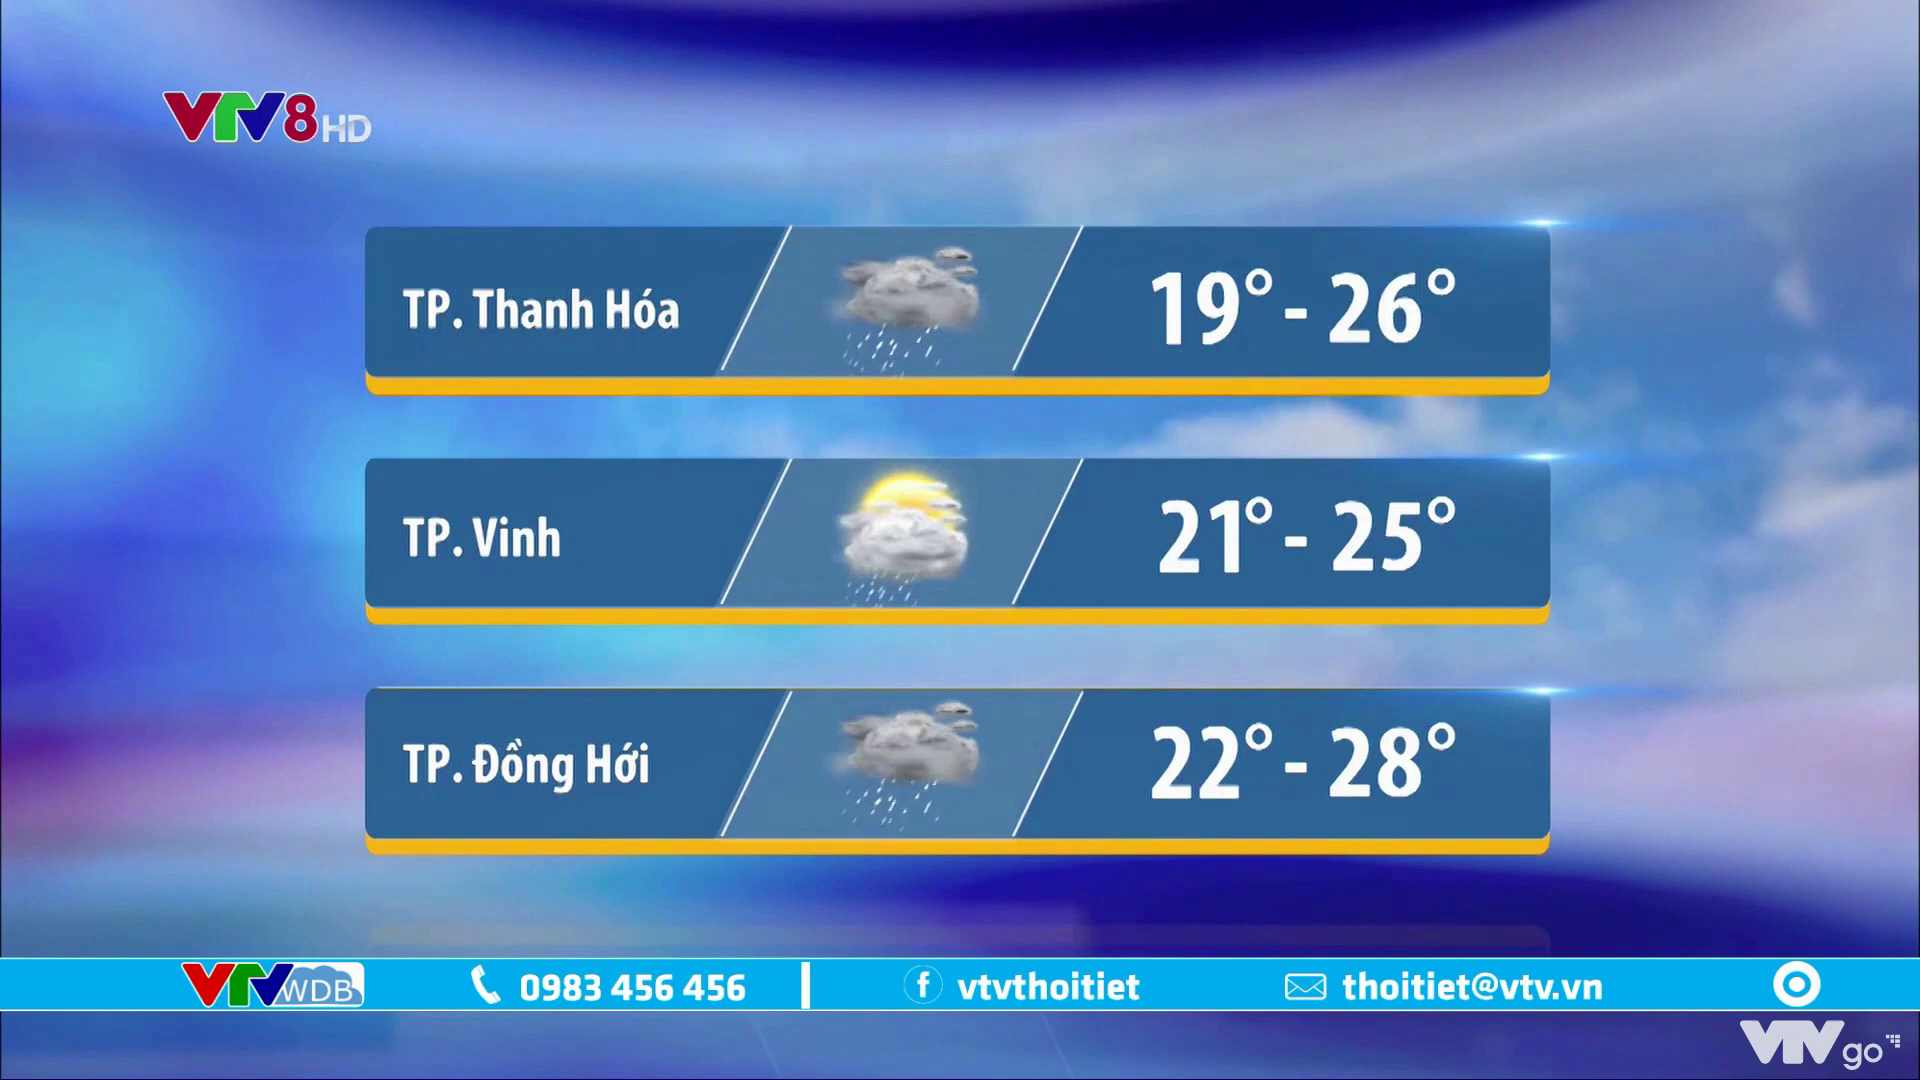 VTV8 HD
TP. Thanh Hóa 19° - 26°
TP. Vinh 21° - 25°
TP. Đồng Hới 22° - 28°
VTV WDB 0983 456 456 vtvthoitiet thoitiet@vtv.vn
VTV go